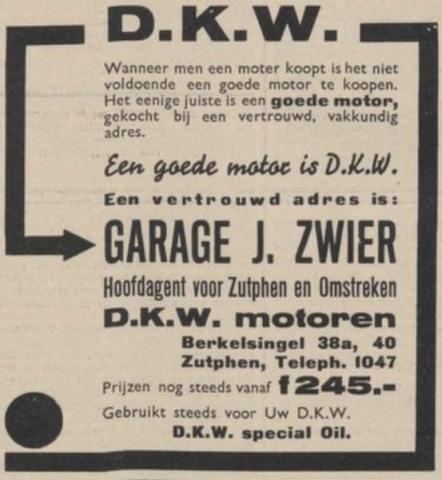 D.K.W.
Wanneer men een moter koopt is het niet
voldoende een goede motor te koopen.
Het eenige juiste is een goede motor,
gekocht bij een vertrouwd, vakkundig
adres.
Een goede motor is D.K.W.
Een vertrouwd adres is:
GARAGE J. ZWIER
Hoofdagent voor Zutphen en Omstreken
D.K.W. motoren
Berkelsingel 38a, 40
Zutphen, Teleph. 1047
Prijzen nog steeds vanaf f 245.-
Gebruikt steeds voor Uw D.K.W.
D.K.W. special Oil.